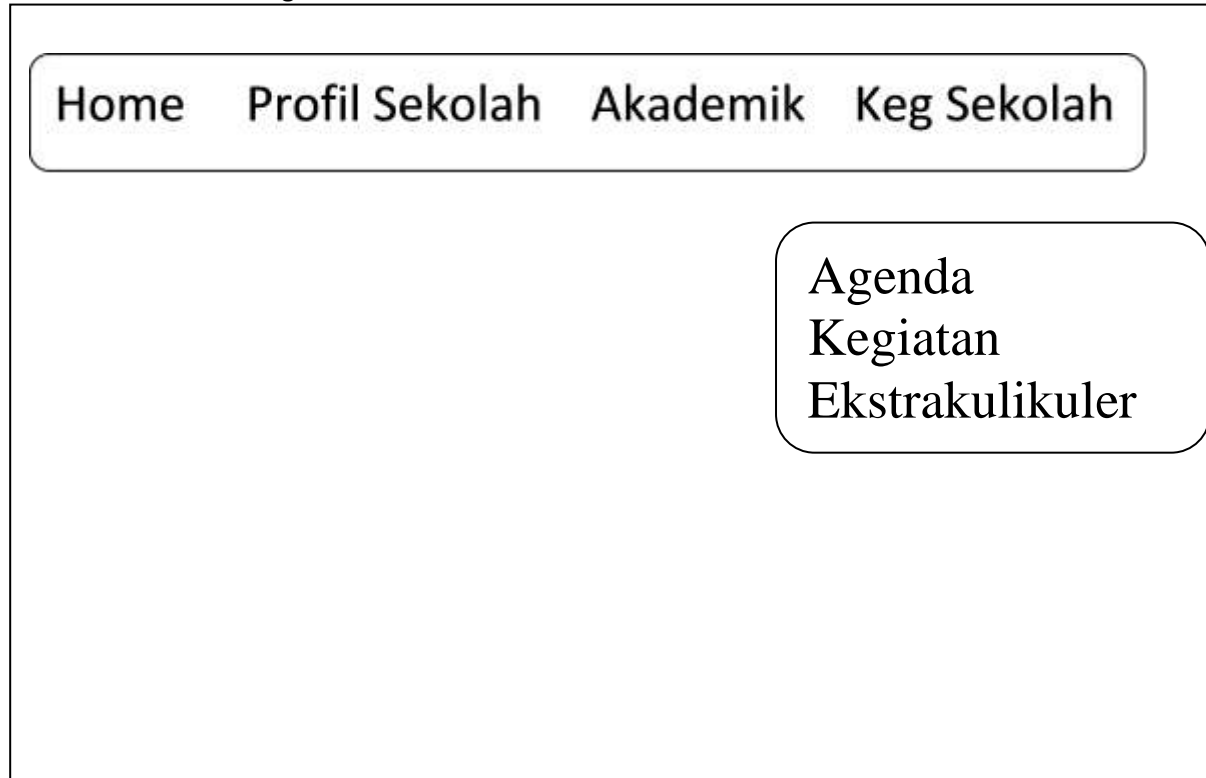 Home Profil Sekolah Akademik Keg Sekolah
Agenda
Kegiatan
Ekstrakulikuler